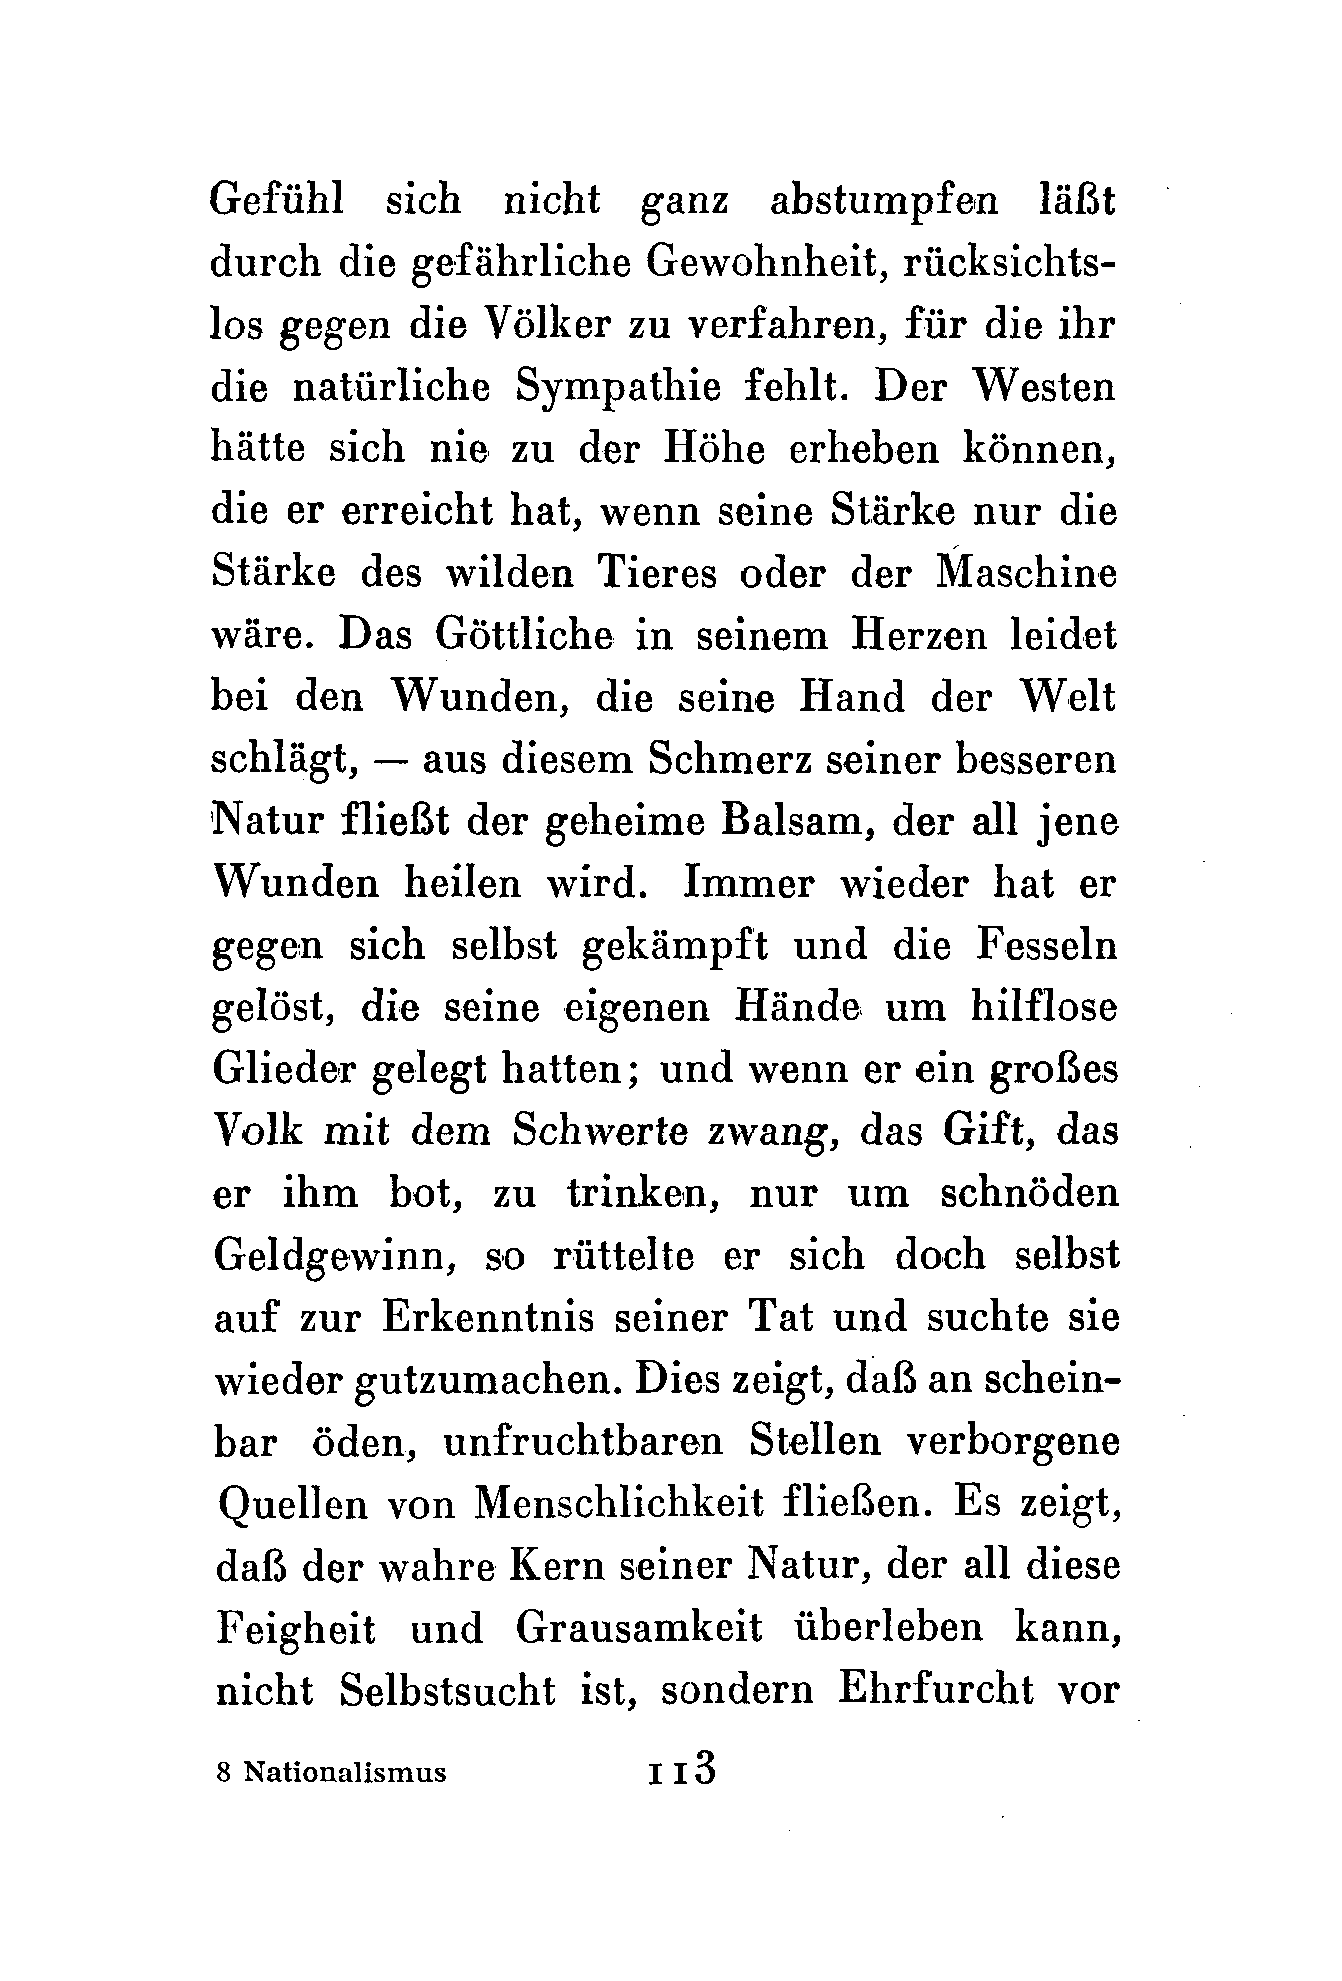 Gefühl sich nicht ganz abstumpfen läßt
durch die gefährliche Gewohnheit, rücksichts-
los gegen die Völker zu verfahren, für die ihr
die natürliche Sympathie fehlt. Der Westen
hätte sich nie zu der Höhe erheben können,
die er erreicht hat, wenn seine Stärke nur die
Stärke des wilden Tieres oder der Maschine
wäre. Das Göttliche in seinem Herzen leidet
bei den Wunden, die seine Hand der Welt
schlägt, — aus diesem Schmerz seiner besseren
Natur fließt der geheime Balsam, der all jene
Wunden heilen wird. Immer wieder hat er
gegen sich selbst gekämpft und die Fesseln
gelöst, die seine eigenen Hände um hilflose
Glieder gelegt hatten; und wenn er ein großes
Volk mit dem Schwerte zwang, das Gift, das
er ihm bot, zu trinken, nur um schnöden
Geldgewinn, so rüttelte er sich doch selbst
auf zur Erkenntnis seiner Tat und suchte sie
wieder gutzumachen. Dies zeigt, daß an schein-
bar öden, unfruchtbaren Stellen verborgene
Quellen von Menschlichkeit fließen. Es zeigt,
daß der wahre Kern seiner Natur, der all diese
Feigheit und Grausamkeit überleben kann,
nicht Selbstsucht ist, sondern Ehrfurcht vor
8 Nationalismus 113